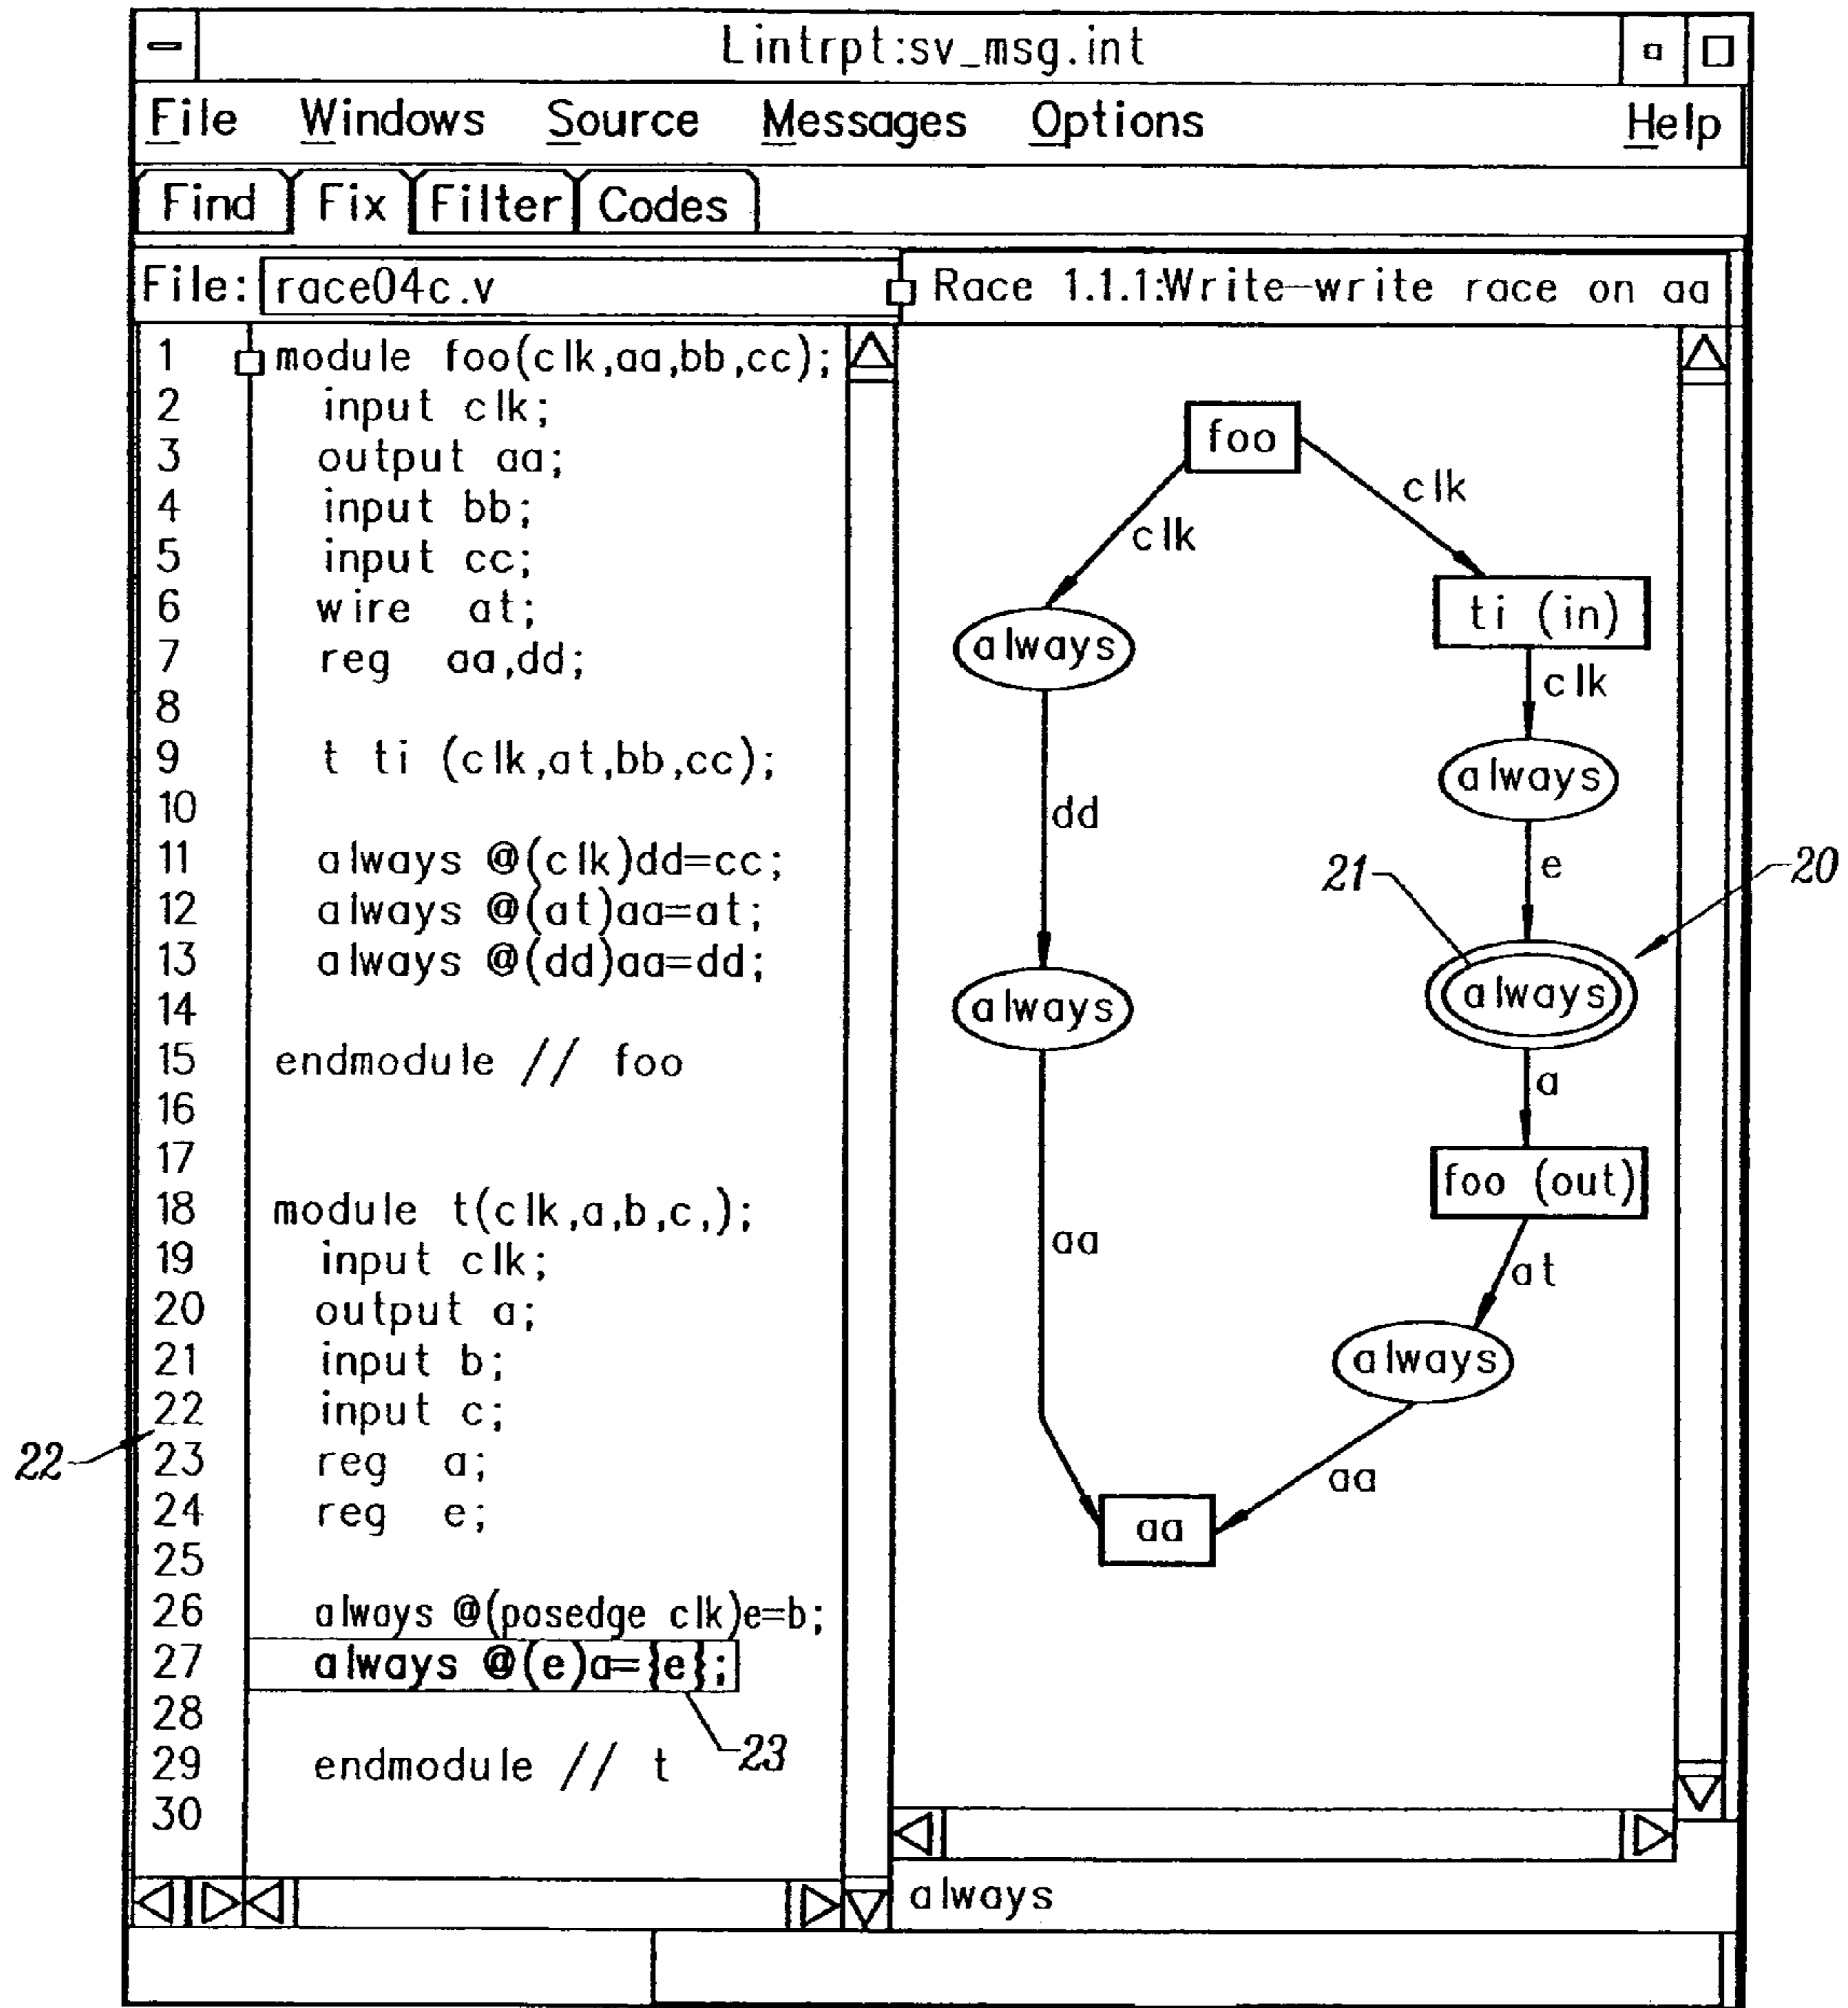 Lintrpt:sv_msg.int
File Windows Source Messages Options Help
Find Fix Filter Codes
File: race04c.v
Race 1.1.1:Write-write race on aa
1 module foo(clk,aa,bb,cc);
2 input clk;
3 output aa;
4 input bb;
5 input cc;
6 wire at;
7 reg aa,dd;
8
9 t ti (clk,at,bb,cc);
10
11 always @(clk)dd=cc;
12 always @(at)aa=at;
13 always @(dd)aa=dd;
14
15 endmodule // foo
16
17
18 module t(clk,a,b,c,);
19 input clk;
20 output a;
21 input b;
22 input c;
23 reg a;
24 reg e;
25
26 always @(posedge clk)e=b;
27 always @(e)a={e};
28
29 endmodule // t
30
22
23
foo
clk
clk
ti (in)
always
clk
always
dd
e
21
20
always
always
a
foo (out)
aa
at
always
aa
aa
always